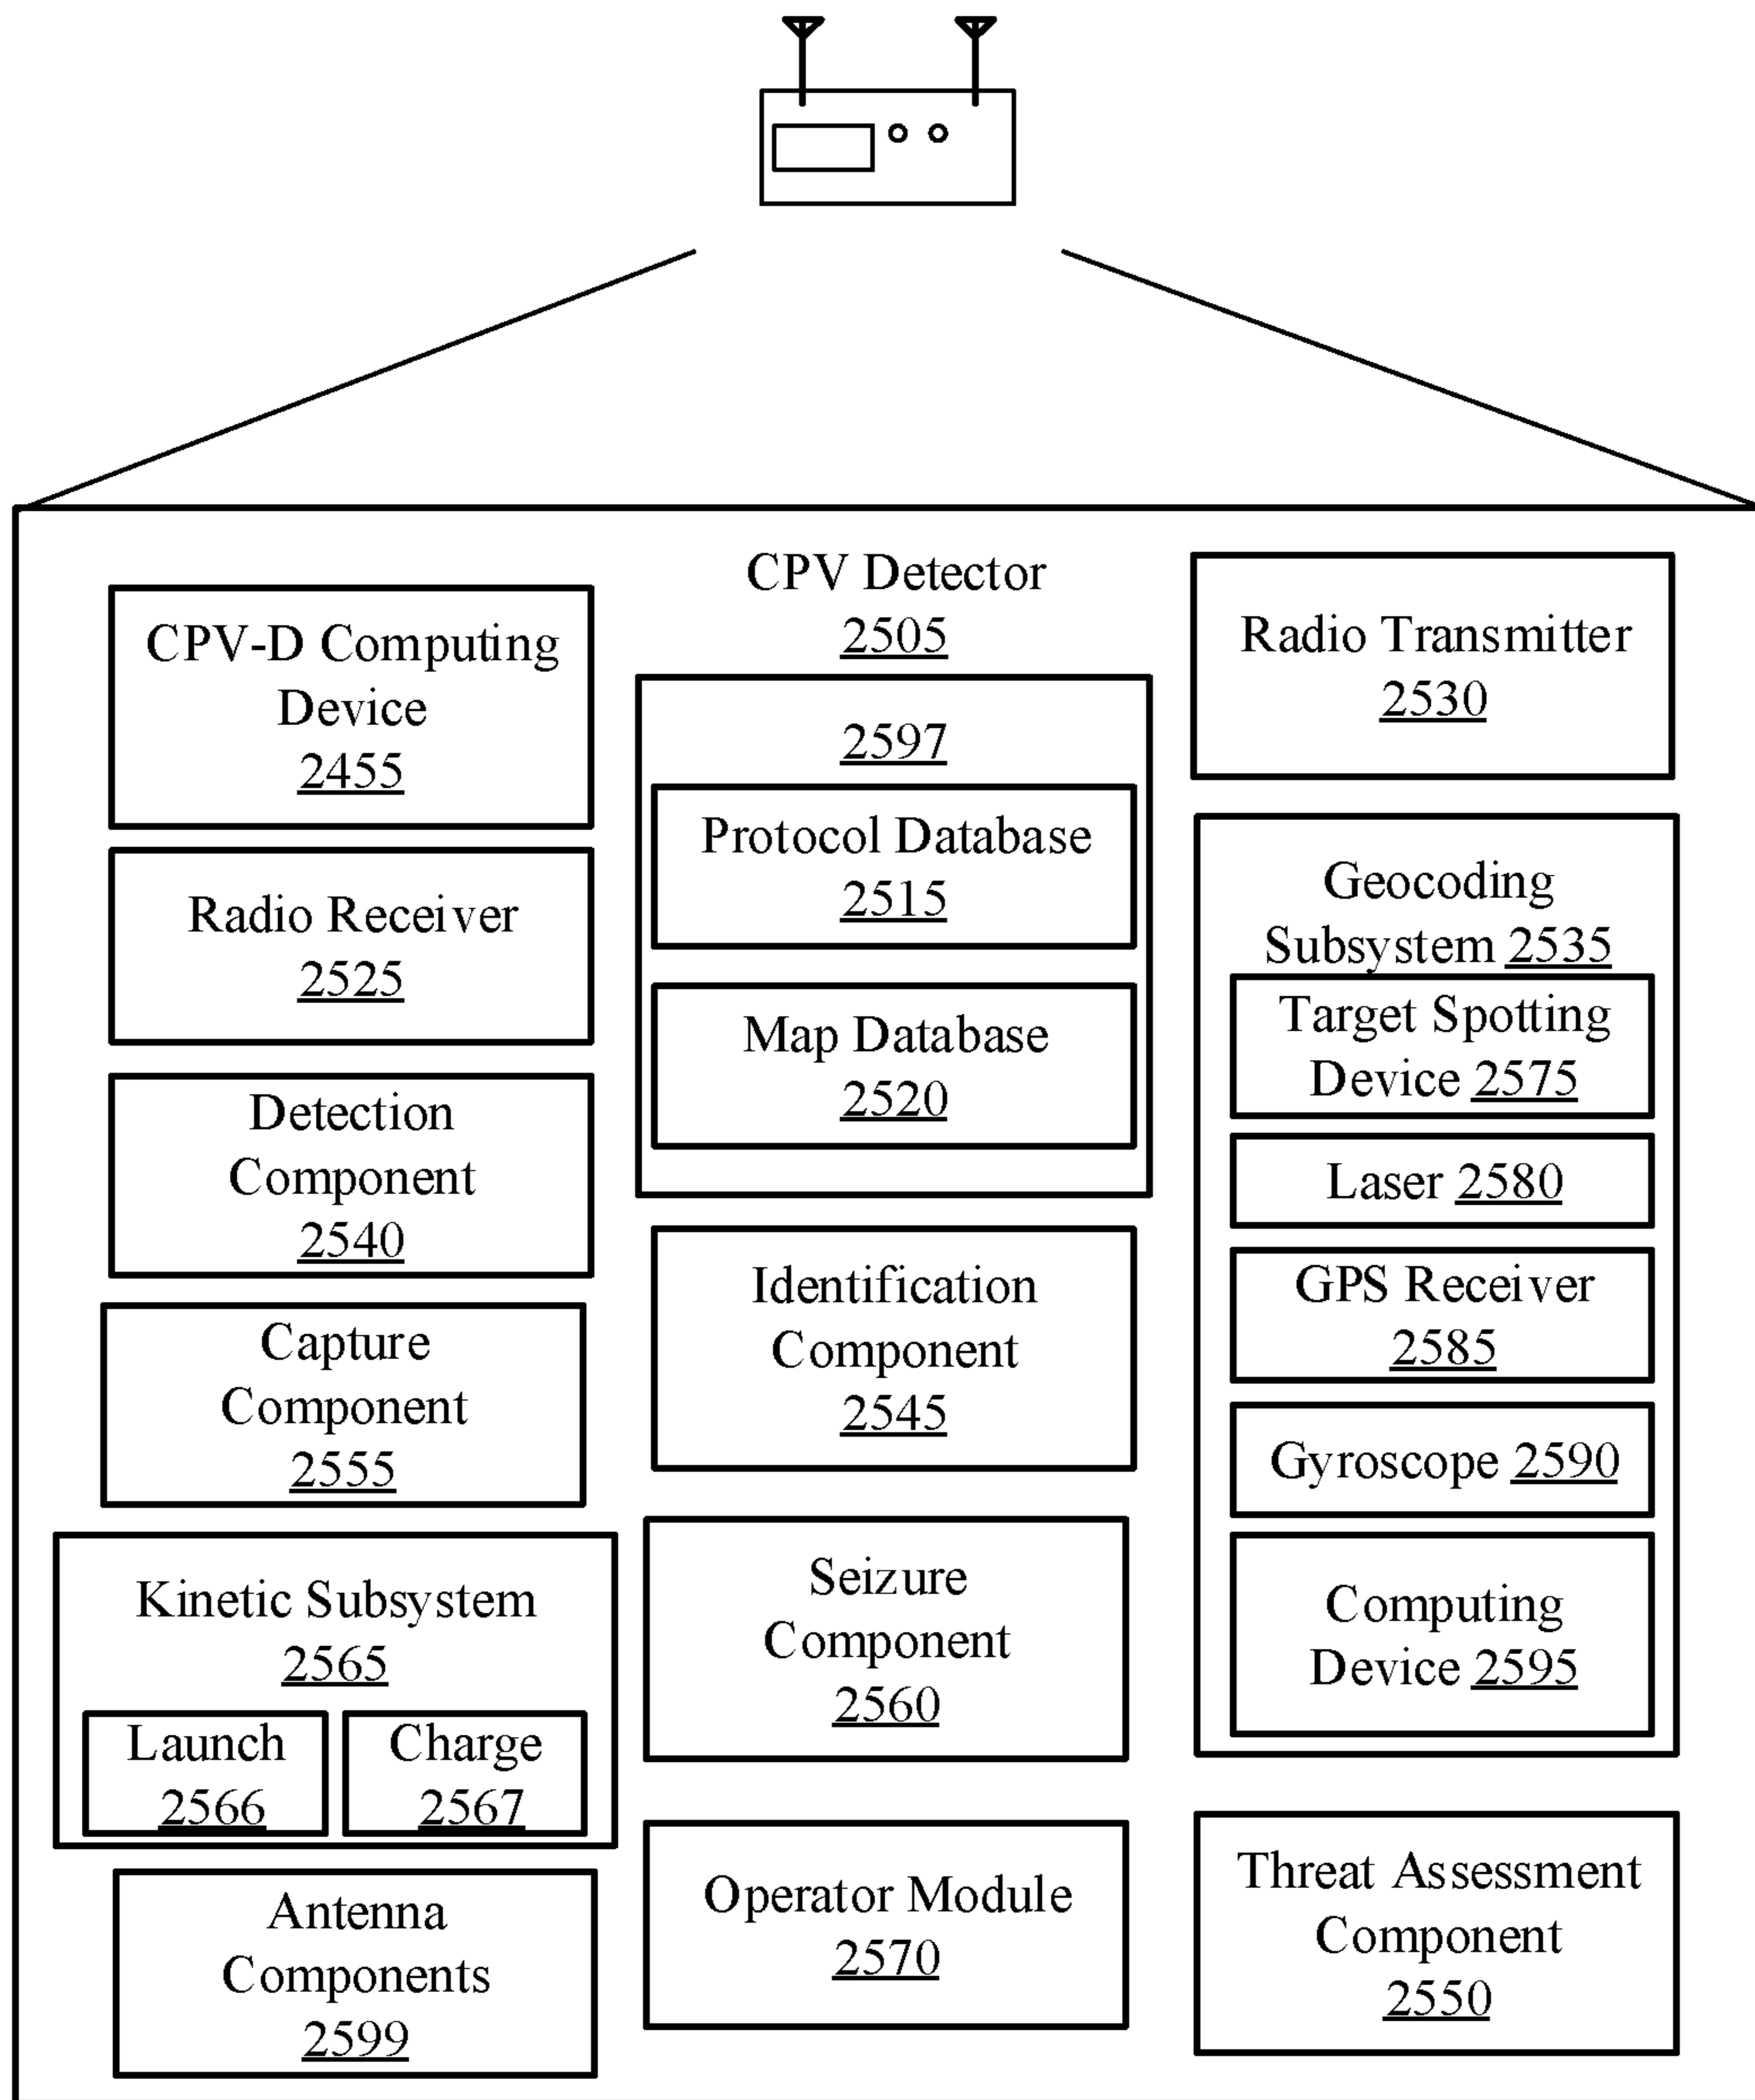 CPV Detector
2505
CPV-D Computing
Device
2455
Radio Receiver
2525
Detection
Component
2540
Capture
Component
2555
Kinetic Subsystem
2565
Launch
2566
Charge
2567
Antenna
Components
2599
2597
Protocol Database
2515
Map Database
2520
Identification
Component
2545
Seizure
Component
2560
Operator Module
2570
Radio Transmitter
2530
Geocoding
Subsystem 2535
Target Spotting
Device 2575
Laser 2580
GPS Receiver
2585
Gyroscope 2590
Computing
Device 2595
Threat Assessment
Component
2550